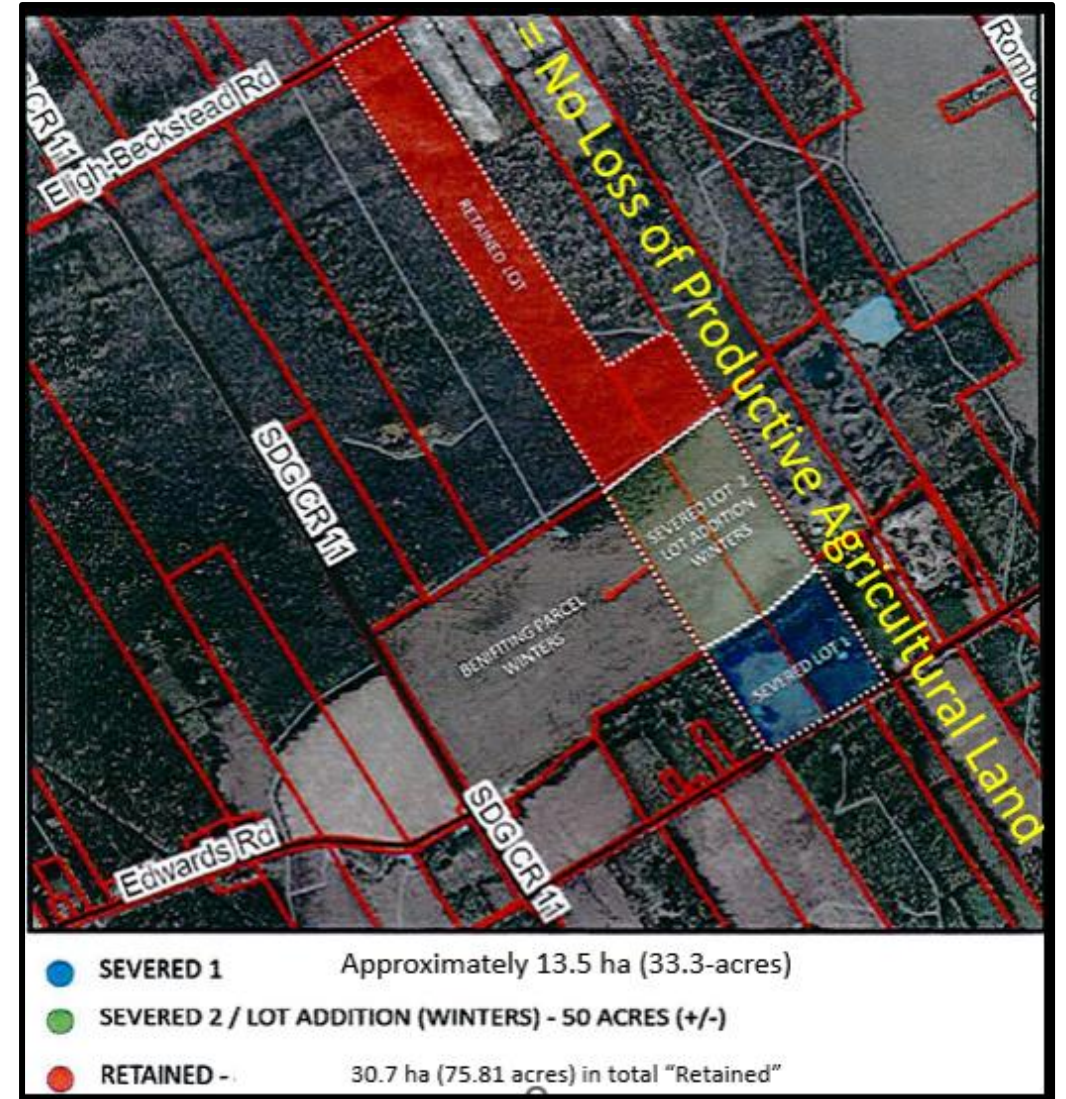 Eligh-Beckstead Rd
CR 11
= No Loss of Productive Agricultural Land
RETAINED LOT
SDG CR 11
SEVERED LOT 2
LOT ADDITION
WINTERS
BENIFITING PARCEL
WINTERS
SEVERED LOT 1
SDG CR 11
Edwards Rd
SEVERED 1 Approximately 13.5 ha (33.3-acres)
SEVERED 2 / LOT ADDITION (WINTERS) - 50 ACRES (+/-)
RETAINED - 30.7 ha (75.81 acres) in total “Retained”